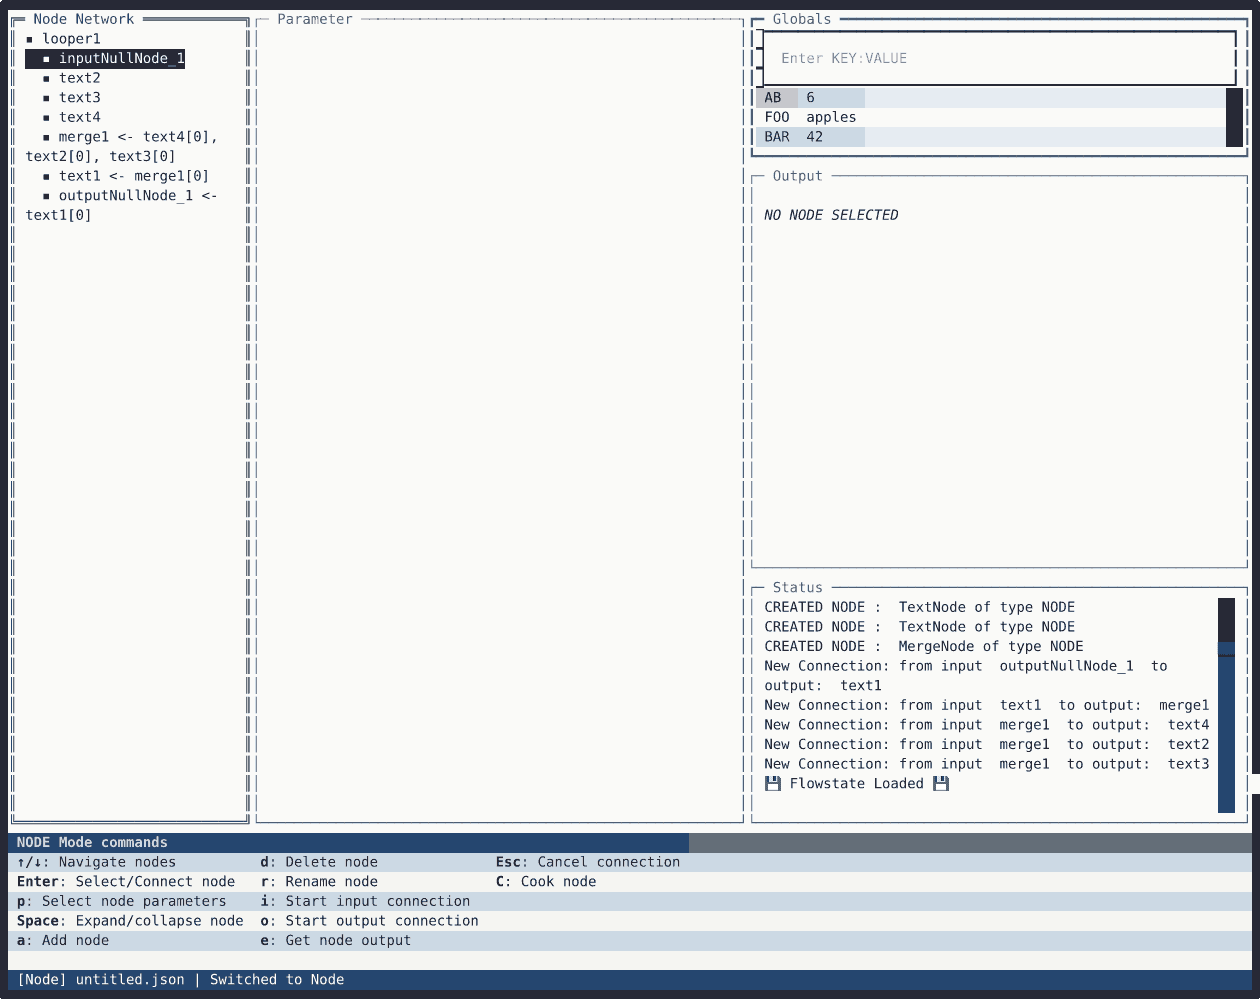 Node Network
▪ looper1
▪ inputNullNode_1
▪ text2
▪ text3
▪ text4
▪ merge1 <- text4[0],
text2[0], text3[0]
▪ text1 <- merge1[0]
▪ outputNullNode_1 <-
text1[0]
Parameter
Globals
Enter KEY:VALUE
AB 6
FOO apples
BAR 42
Output
NO NODE SELECTED
Status
CREATED NODE :  TextNode of type NODE
CREATED NODE :  TextNode of type NODE
CREATED NODE :  MergeNode of type NODE
New Connection: from input  outputNullNode_1  to
output:  text1
New Connection: from input  text1  to output:  merge1
New Connection: from input  merge1  to output:  text4
New Connection: from input  merge1  to output:  text2
New Connection: from input  merge1  to output:  text3
💾 Flowstate Loaded 💾
NODE Mode commands
↑/↓: Navigate nodes d: Delete node Esc: Cancel connection
Enter: Select/Connect node r: Rename node C: Cook node
p: Select node parameters i: Start input connection
Space: Expand/collapse node o: Start output connection
a: Add node e: Get node output
[Node] untitled.json | Switched to Node